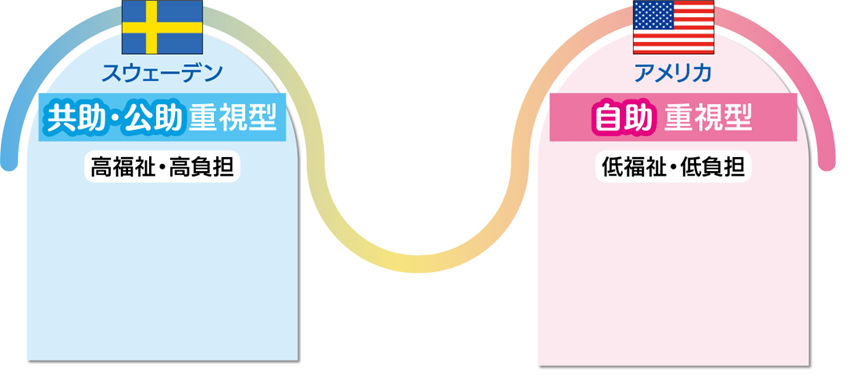 スウェーデン
共助・公助重視型
高福祉・高負担
アメリカ
自助 重視型
低福祉・低負担